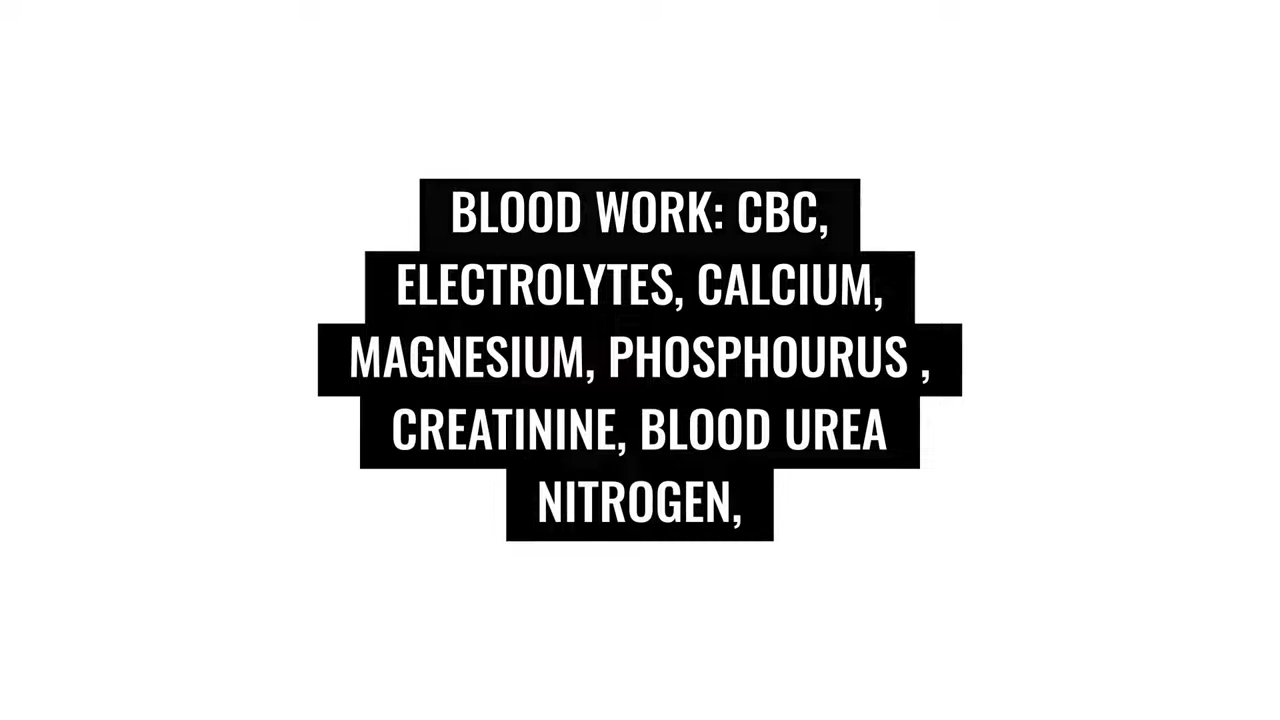 BLOOD WORK: CBC,
ELECTROLYTES, CALCIUM,
MAGNESIUM, PHOSPHOURUS ,
CREATININE, BLOOD UREA
NITROGEN,